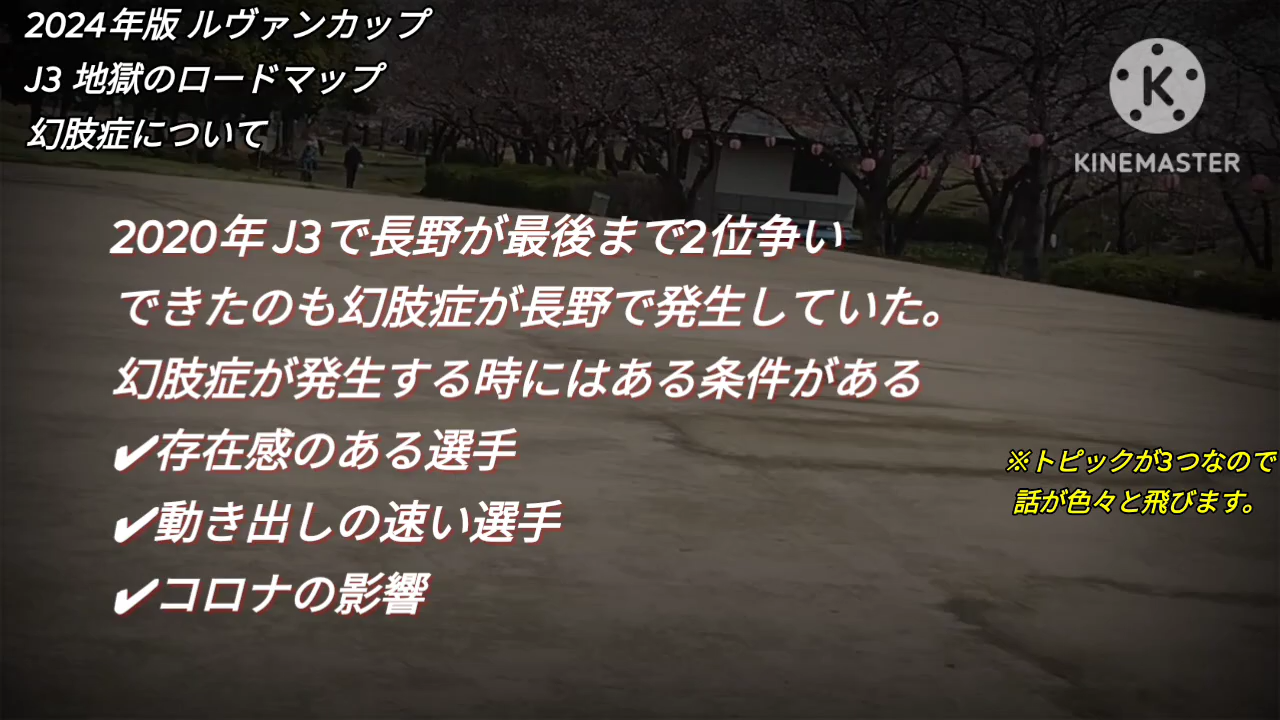 2024年版 ルヴァンカップ
J3 地獄のロードマップ
幻肢症について
KINEMASTER
2020年 J3で長野が最後まで2位争い
できたのも幻肢症が長野で発生していた。
幻肢症が発生する時にはある条件がある
✔存在感のある選手
✔動き出しの速い選手
✔コロナの影響
※トピックが3つなので
話が色々と飛びます。